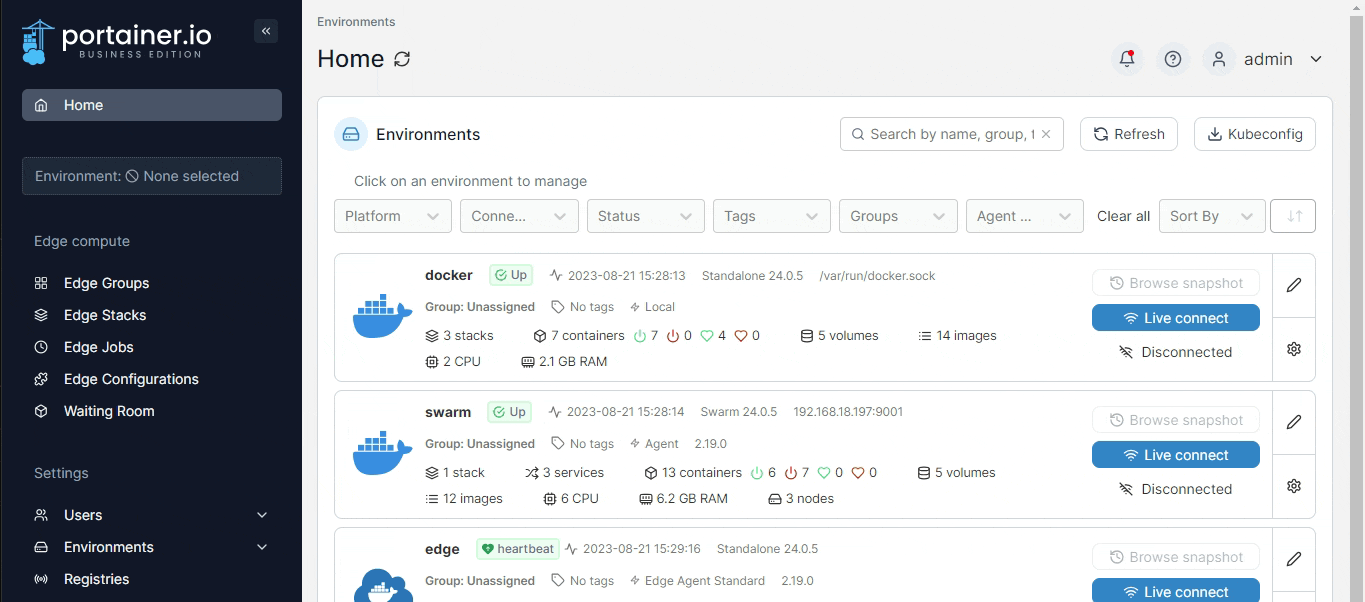 portainer.io
BUSINESS EDITION
Home
Environment: None selected
Edge compute
Edge Groups
Edge Stacks
Edge Jobs
Edge Configurations
Waiting Room
Settings
Users
Environments
Registries
Environments
Home
admin
Environments
Search by name, group, t
Refresh
Kubeconfig
Click on an environment to manage
Platform Conne... Status Tags Groups Agent ... Clear all Sort By
docker Up 2023-08-21 15:28:13 Standalone 24.0.5 /var/run/docker.sock
Group: Unassigned No tags Local
3 stacks 7 containers 7 0 4 0 5 volumes 14 images
2 CPU 2.1 GB RAM
Browse snapshot
Live connect
Disconnected
swarm Up 2023-08-21 15:28:14 Swarm 24.0.5 192.168.18.197:9001
Group: Unassigned No tags Agent 2.19.0
1 stack 3 services 13 containers 6 7 0 0 5 volumes
12 images 6 CPU 6.2 GB RAM 3 nodes
Browse snapshot
Live connect
Disconnected
edge heartbeat 2023-08-21 15:29:16 Standalone 24.0.5
Group: Unassigned No tags Edge Agent Standard 2.19.0
Browse snapshot
Live connect